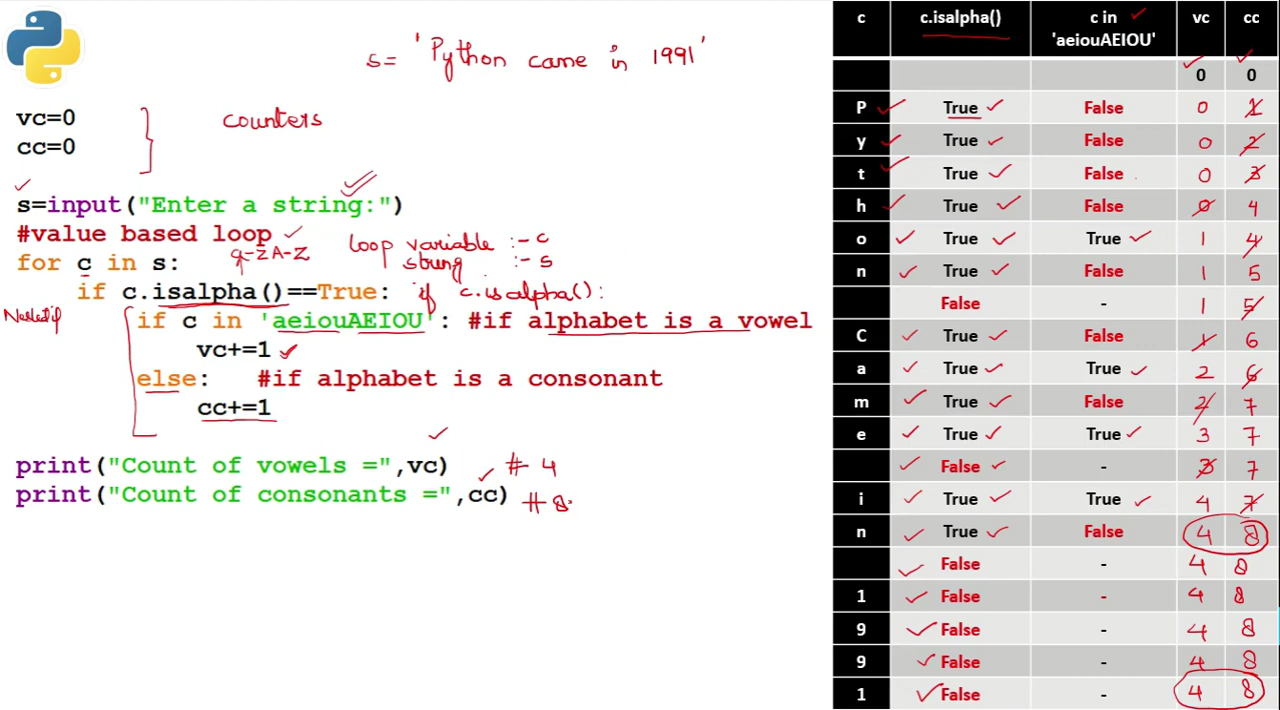 s= 'Python came in 1991'
vc=0
cc=0
counters
s=input("Enter a string:")
#value based loop
a-z A-Z
loop variable :- c
string :- s
for c in s:
if c.isalpha()==True:
if c.isalpha():
Nested if
if c in 'aeiouAEIOU': #if alphabet is a vowel
vc+=1
else: #if alphabet is a consonant
cc+=1
print("Count of vowels =",vc) # 4
print("Count of consonants =",cc) # 8
c c.isalpha() c in 'aeiouAEIOU' vc cc
0 0
P True False 0 1
y True False 0 2
t True False 0 3
h True False 0 4
o True True 1 4
n True False 1 5
False - 1 5
C True False 1 6
a True True 2 6
m True False 2 7
e True True 3 7
False - 3 7
i True True 4 7
n True False 4 8
False - 4 8
1 False - 4 8
9 False - 4 8
9 False - 4 8
1 False - 4 8